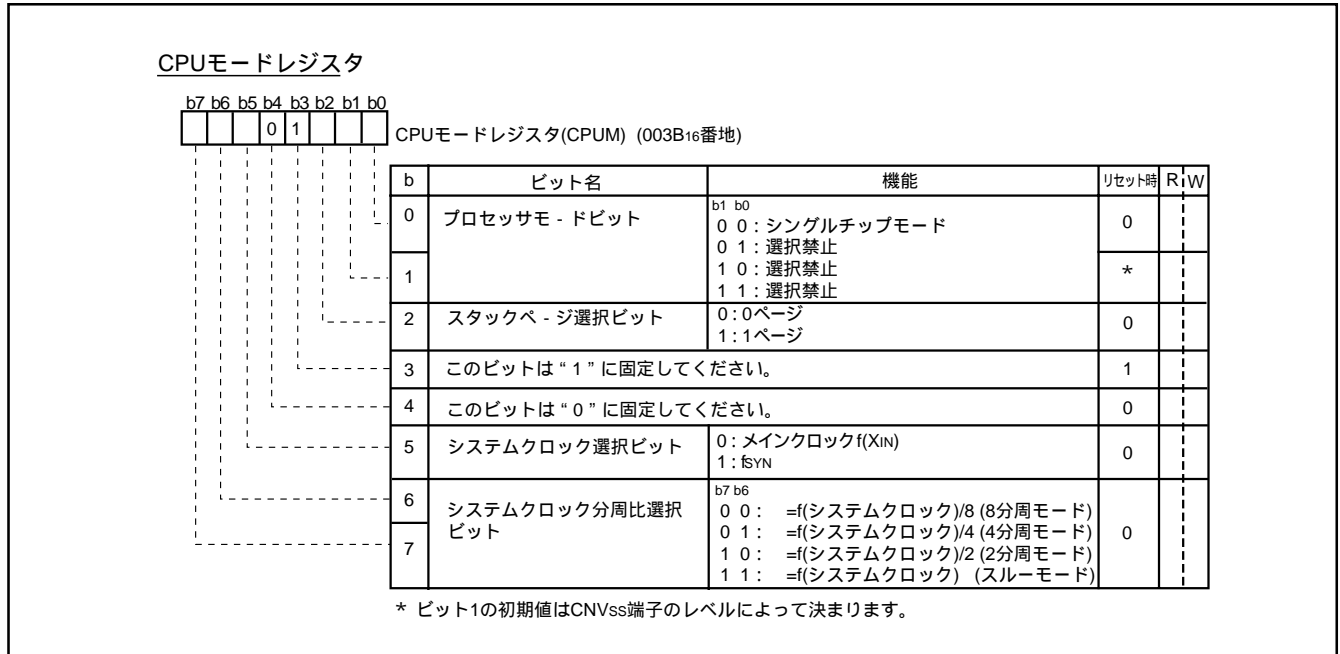 CPUモードレジスタ
b7 b6 b5 b4 b3 b2 b1 b0
0 1
CPUモードレジスタ(CPUM) (003B16番地)
b ビット名 機能 リセット時 R W
0 プロセッサモ - ドビット
b1 b0
0 0 : シングルチップモード
0 1 : 選択禁止
1 0 : 選択禁止
1 1 : 選択禁止
0
1
*
2 スタックペ - ジ選択ビット
0 : 0ページ
1 : 1ページ
0
3 このビットは “ 1 ” に固定してください。 1
4 このビットは “ 0 ” に固定してください。 0
5 システムクロック選択ビット
0 : メインクロック f(XIN)
1 : fSYN
0
6
7
システムクロック分周比選択
ビット
b7 b6
0 0 : =f(システムクロック)/8 (8分周モード)
0 1 : =f(システムクロック)/4 (4分周モード)
1 0 : =f(システムクロック)/2 (2分周モード)
1 1 : =f(システムクロック) (スルーモード)
0
* ビット1の初期値はCNVSS端子のレベルによって決まります。